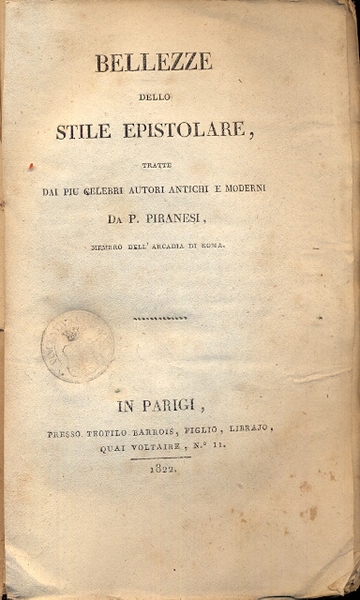 BELLEZZE
DELLO
STILE EPISTOLARE,
TRATTE
DAI PIU CELEBRI AUTORI ANTICHI E MODERNI
DA P. PIRANESI,
MEMBRO DELL' ARCADIA DI ROMA.
IN PARIGI,
PRESSO TEOFILO BARROIS, FIGLIO, LIBRAJO,
QUAI VOLTAIRE, N.º 11.
1822.